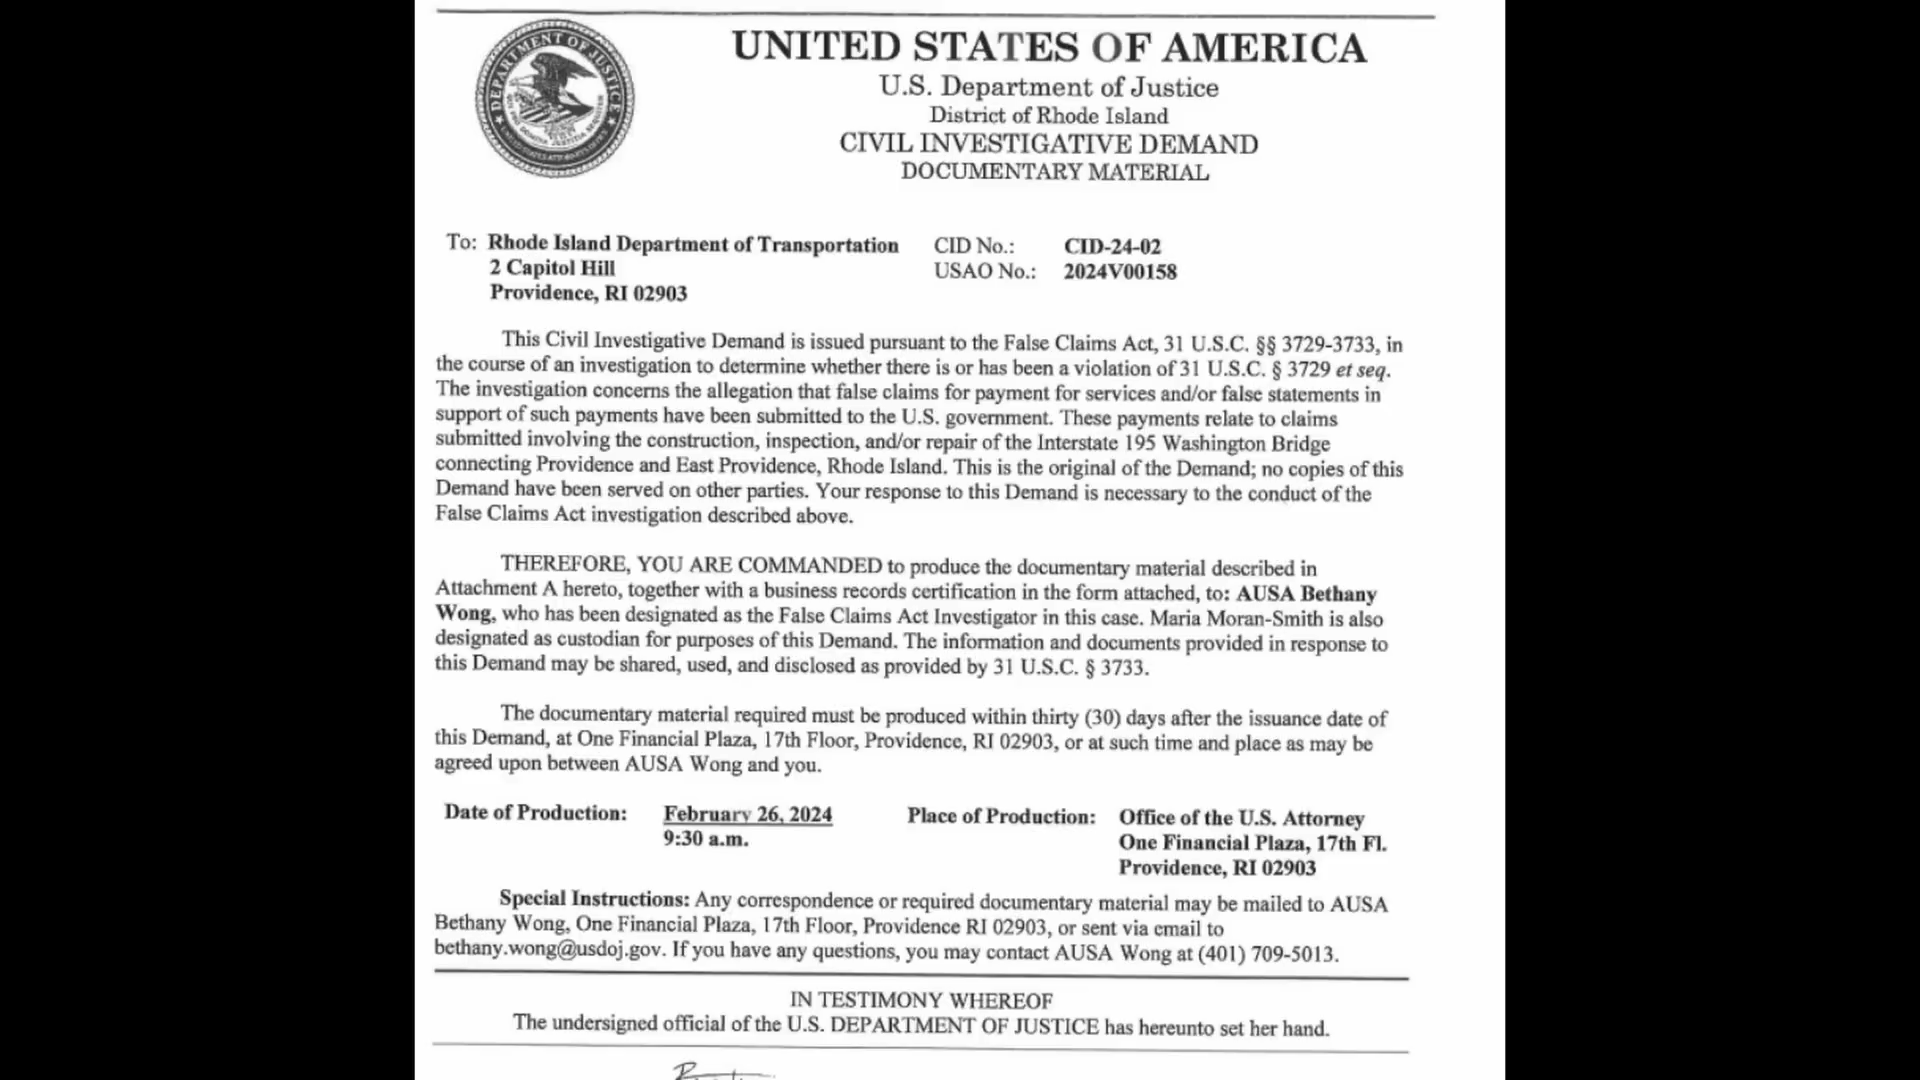 UNITED STATES OF AMERICA
U.S. Department of Justice
District of Rhode Island
CIVIL INVESTIGATIVE DEMAND
DOCUMENTARY MATERIAL
DEPARTMENT OF JUSTICE
To: Rhode Island Department of Transportation
2 Capitol Hill
Providence, RI 02903
CID No.: CID-24-02
USAO No.: 2024V00158
This Civil Investigative Demand is issued pursuant to the False Claims Act, 31 U.S.C. §§ 3729-3733, in
the course of an investigation to determine whether there is or has been a violation of 31 U.S.C. § 3729 et seq.
The investigation concerns the allegation that false claims for payment for services and/or false statements in
support of such payments have been submitted to the U.S. government. These payments relate to claims
submitted involving the construction, inspection, and/or repair of the Interstate 195 Washington Bridge
connecting Providence and East Providence, Rhode Island. This is the original of the Demand; no copies of this
Demand have been served on other parties. Your response to this Demand is necessary to the conduct of the
False Claims Act investigation described above.
THEREFORE, YOU ARE COMMANDED to produce the documentary material described in
Attachment A hereto, together with a business records certification in the form attached, to: AUSA Bethany
Wong, who has been designated as the False Claims Act Investigator in this case. Maria Moran-Smith is also
designated as custodian for purposes of this Demand. The information and documents provided in response to
this Demand may be shared, used, and disclosed as provided by 31 U.S.C. § 3733.
The documentary material required must be produced within thirty (30) days after the issuance date of
this Demand, at One Financial Plaza, 17th Floor, Providence, RI 02903, or at such time and place as may be
agreed upon between AUSA Wong and you.
Date of Production: February 26, 2024
9:30 a.m.
Place of Production: Office of the U.S. Attorney
One Financial Plaza, 17th Fl.
Providence, RI 02903
Special Instructions: Any correspondence or required documentary material may be mailed to AUSA
Bethany Wong, One Financial Plaza, 17th Floor, Providence RI 02903, or sent via email to
bethany.wong@usdoj.gov. If you have any questions, you may contact AUSA Wong at (401) 709-5013.
IN TESTIMONY WHEREOF
The undersigned official of the U.S. DEPARTMENT OF JUSTICE has hereunto set her hand.